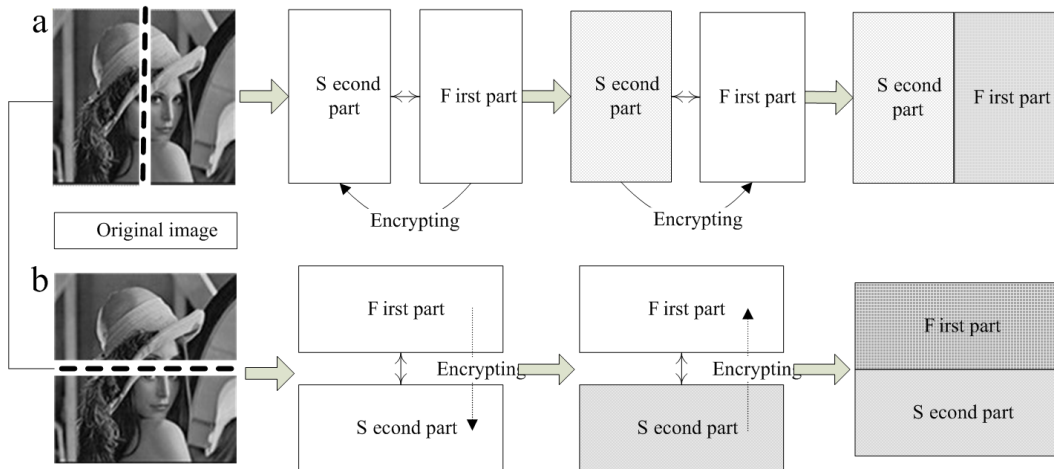 a
S econd
part
F irst part
S econd
part
F irst part
S econd
part
F irst part
Encrypting
Encrypting
Original image
b
F irst part
Encrypting
S econd part
F irst part
Encrypting
S econd part
F irst part
S econd part